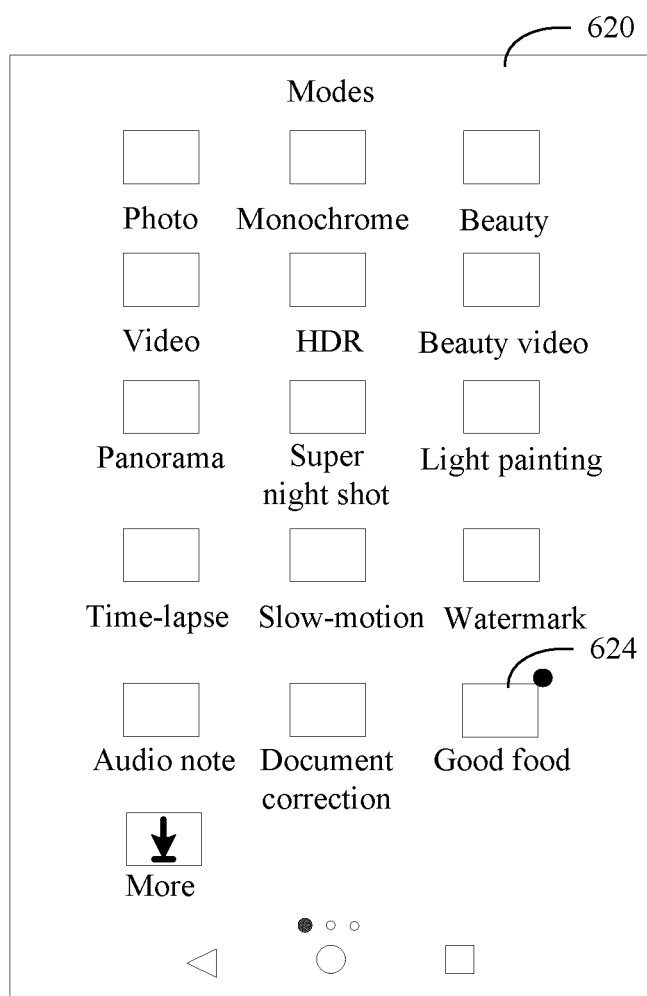 620
Modes
Photo Monochrome Beauty
Video HDR Beauty video
Panorama Super night shot Light painting
Time-lapse Slow-motion Watermark
624
Audio note Document correction Good food
More